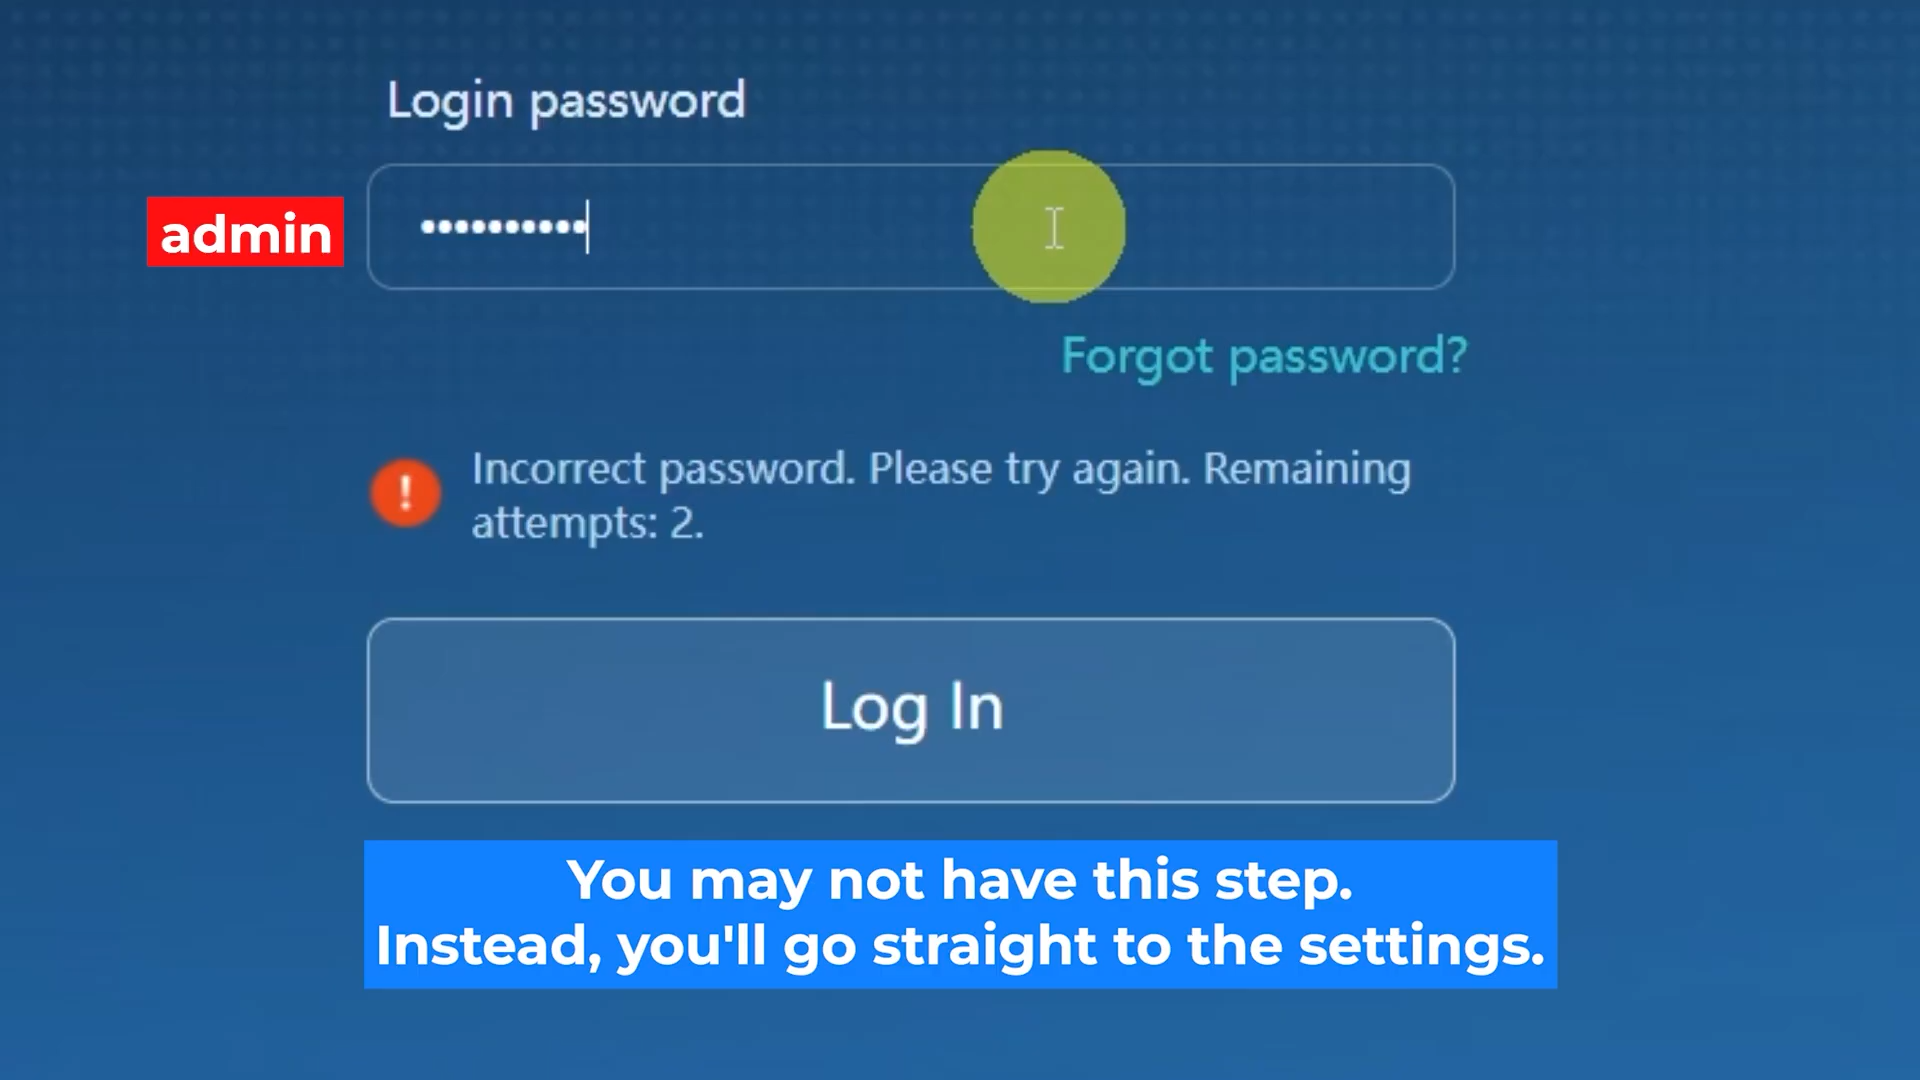 Login password
admin
••••••••••
Forgot password?
! Incorrect password. Please try again. Remaining
attempts: 2.
Log In
You may not have this step.
Instead, you'll go straight to the settings.